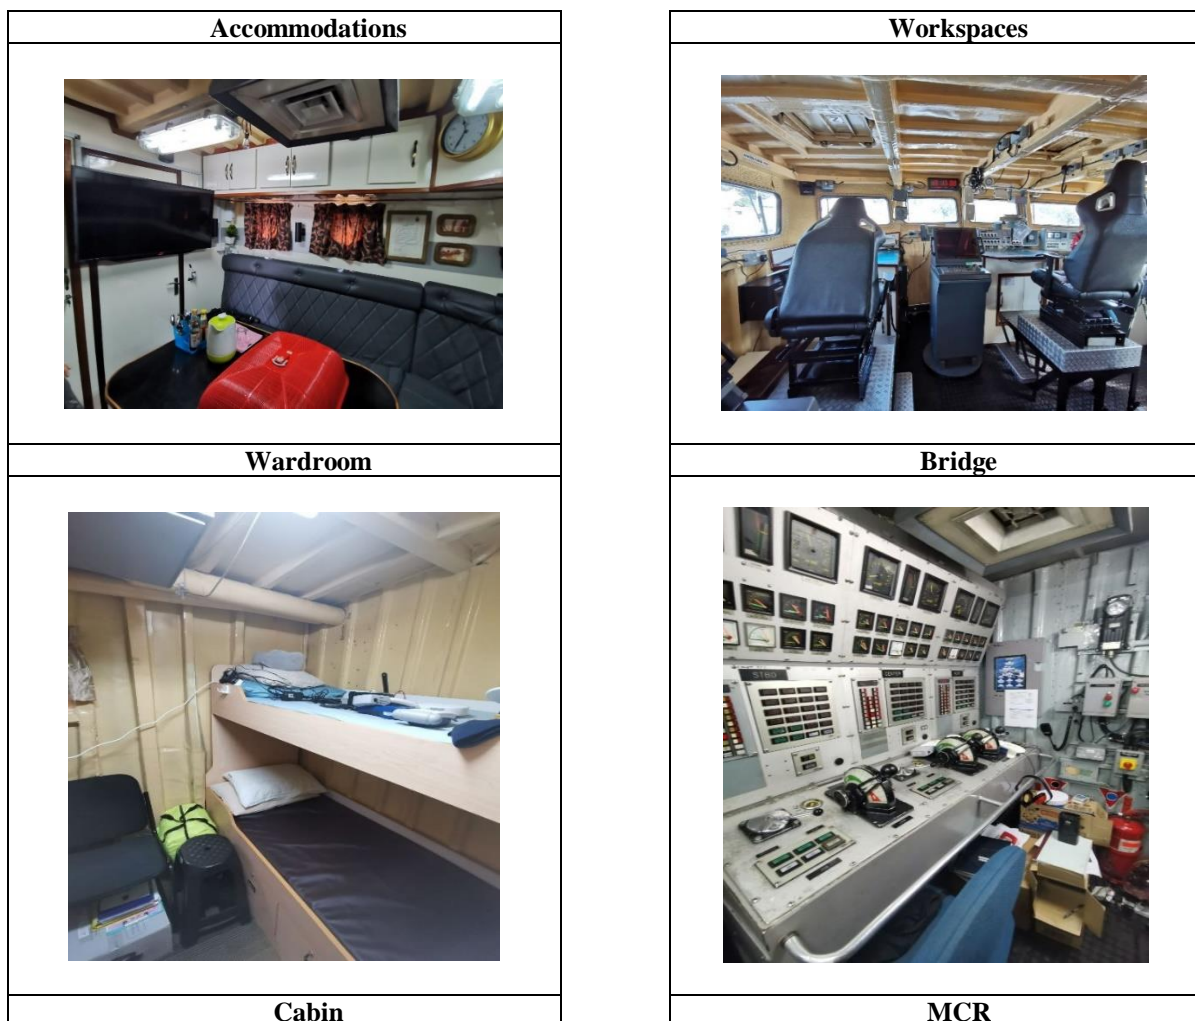 Accommodations
Workspaces
Wardroom
Bridge
STBD
CENTER
Cabin
MCR